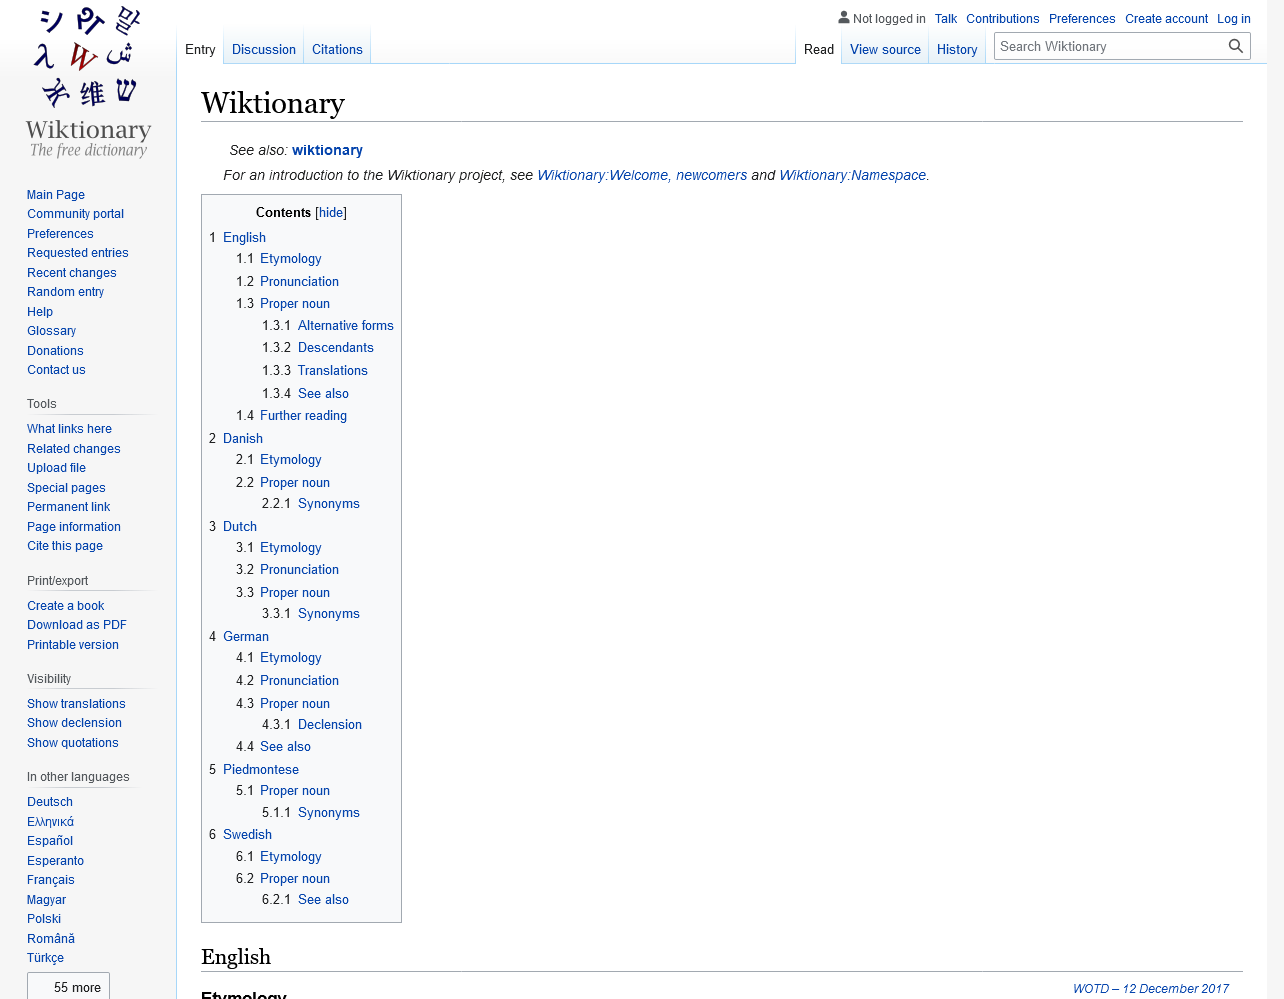 Wiktionary
The free dictionary
Not logged in Talk Contributions Preferences Create account Log in
Entry Discussion Citations Read View source History Search Wiktionary
Main Page
Community portal
Preferences
Requested entries
Recent changes
Random entry
Help
Glossary
Donations
Contact us
Tools
What links here
Related changes
Upload file
Special pages
Permanent link
Page information
Cite this page
Print/export
Create a book
Download as PDF
Printable version
Visibility
Show translations
Show declension
Show quotations
In other languages
Deutsch
Ελληνικά
Español
Esperanto
Français
Magyar
Polski
Română
Türkçe
55 more
Wiktionary
See also: wiktionary
For an introduction to the Wiktionary project, see Wiktionary:Welcome, newcomers and Wiktionary:Namespace.
Contents [hide]
1 English
1.1 Etymology
1.2 Pronunciation
1.3 Proper noun
1.3.1 Alternative forms
1.3.2 Descendants
1.3.3 Translations
1.3.4 See also
1.4 Further reading
2 Danish
2.1 Etymology
2.2 Proper noun
2.2.1 Synonyms
3 Dutch
3.1 Etymology
3.2 Pronunciation
3.3 Proper noun
3.3.1 Synonyms
4 German
4.1 Etymology
4.2 Pronunciation
4.3 Proper noun
4.3.1 Declension
4.4 See also
5 Piedmontese
5.1 Proper noun
5.1.1 Synonyms
6 Swedish
6.1 Etymology
6.2 Proper noun
6.2.1 See also
English
WOTD – 12 December 2017
Etymology